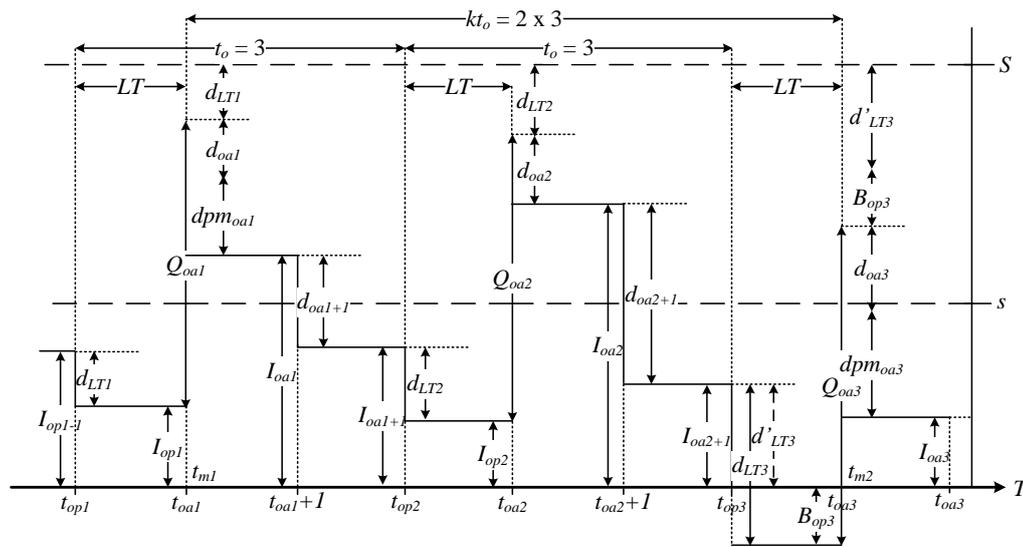 kt_o = 2 x 3
t_o = 3 t_o = 3
S
LT LT LT
d_LT1 d_LT2 d'_LT3
d_oa1 d_oa2 B_op3
dpm_oa1
Q_oa1 Q_oa2 d_oa3
d_oa1+1 d_oa2+1 s
I_oa1 I_oa2 dpm_oa3
d_LT1 d_LT2 Q_oa3
I_op1-1 I_op1 I_oa1+1 I_op2 I_oa2+1 d'_LT3 I_oa3
d_LT3
t_m1 t_m2
T
t_op1 t_oa1 t_oa1+1 t_op2 t_oa2 t_oa2+1 t_op3 t_oa3 t_oa3
B_op3